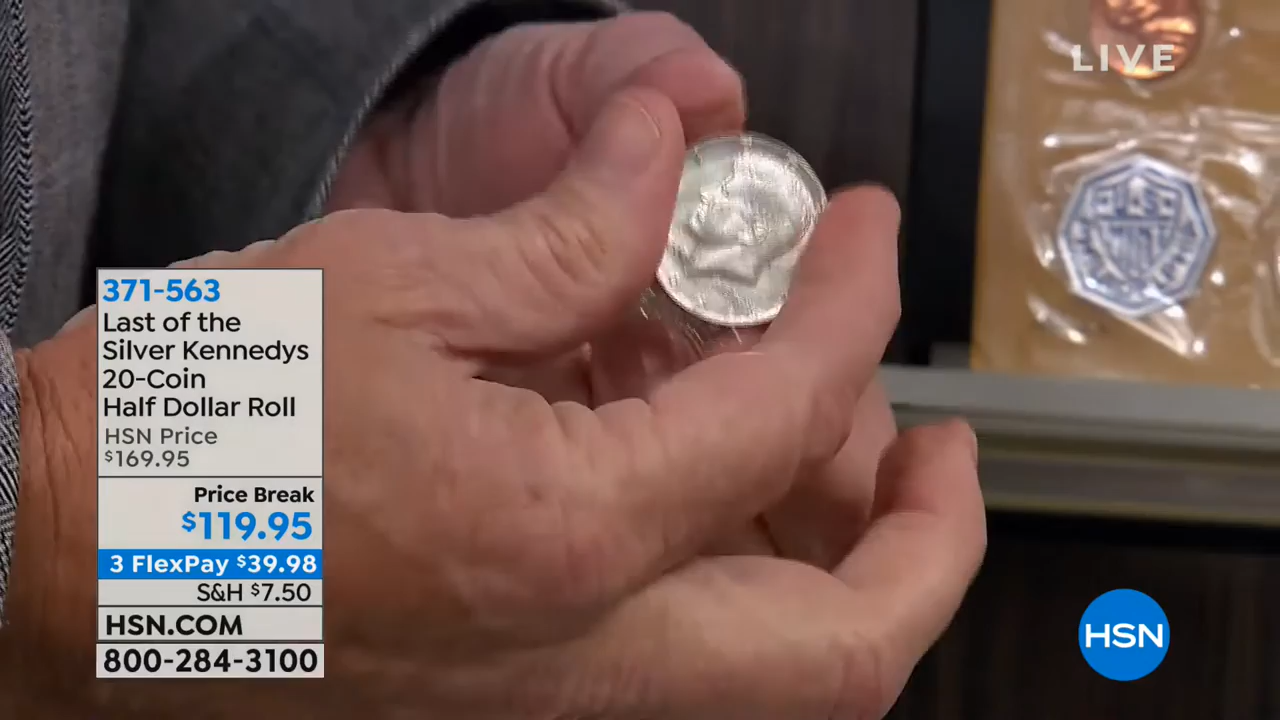 LIVE
371-563
Last of the
Silver Kennedys
20-Coin
Half Dollar Roll
HSN Price
$169.95
Price Break
$119.95
3 FlexPay $39.98
S&H $7.50
HSN.COM
800-284-3100
HSN